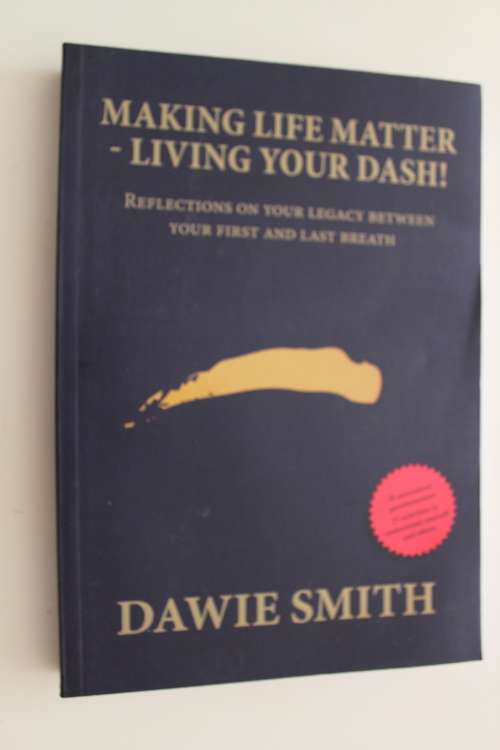 MAKING LIFE MATTER
- LIVING YOUR DASH!
REFLECTIONS ON YOUR LEGACY BETWEEN
YOUR FIRST AND LAST BREATH
DAWIE SMITH